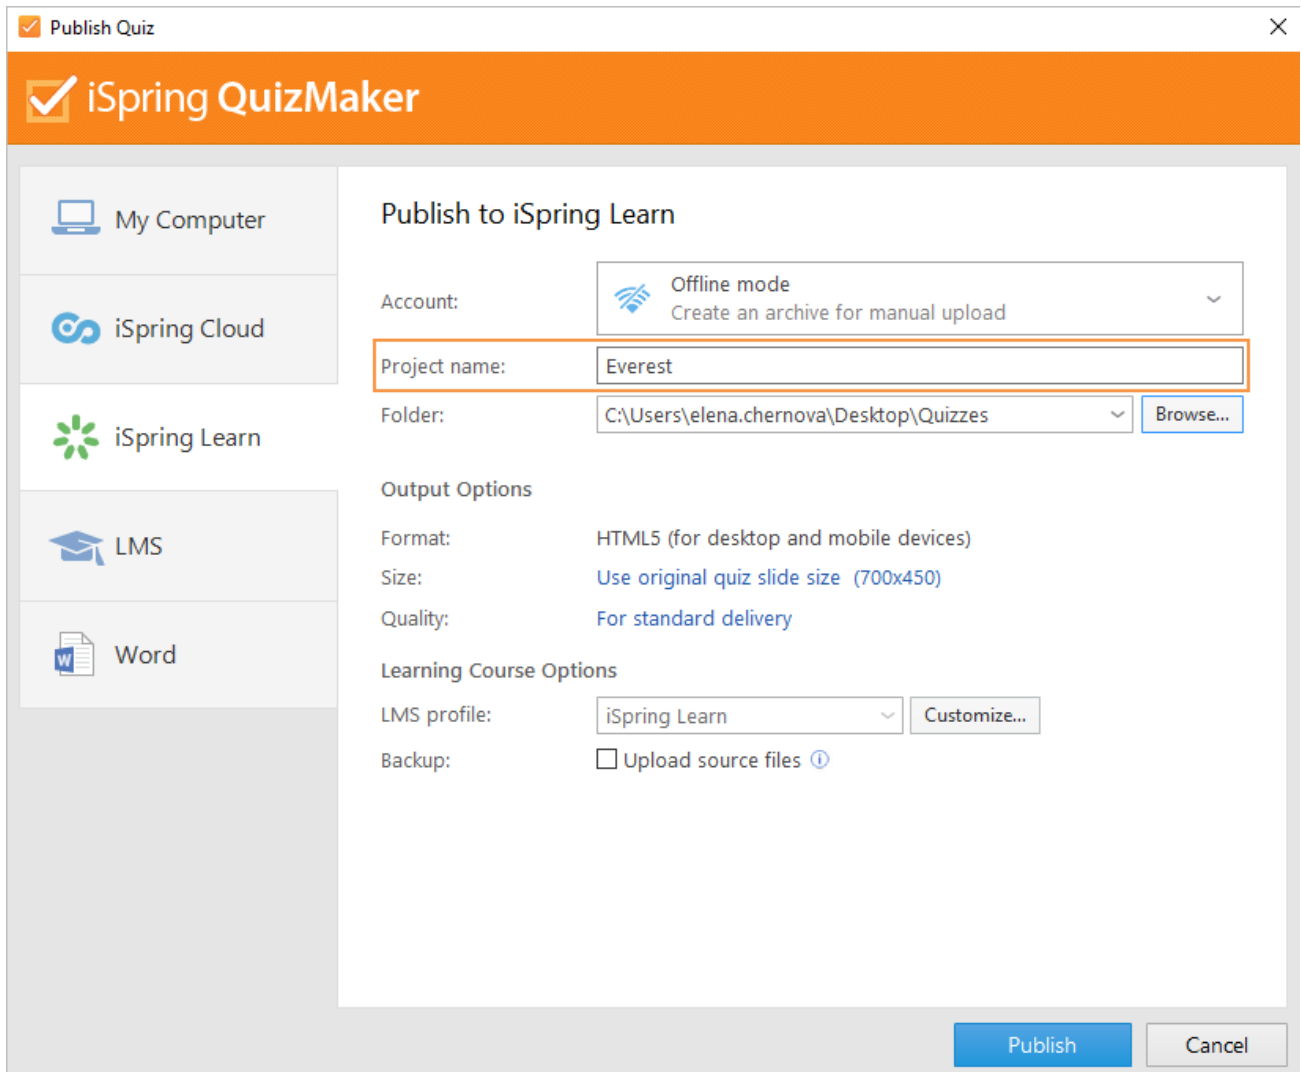 Publish Quiz
iSpring QuizMaker
My Computer
iSpring Cloud
iSpring Learn
LMS
W
Word
Publish to iSpring Learn
Account:
Offline mode
Create an archive for manual upload
Project name:
Everest
Folder:
C:\Users\elena.chernova\Desktop\Quizzes
Browse...
Output Options
Format:
HTML5 (for desktop and mobile devices)
Size:
Use original quiz slide size (700x450)
Quality:
For standard delivery
Learning Course Options
LMS profile:
iSpring Learn
Customize...
Backup:
Upload source files
i
Publish
Cancel